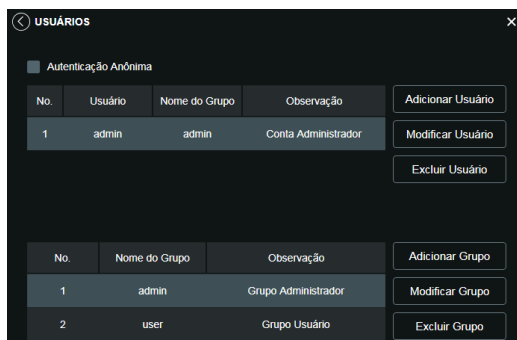 USUÁRIOS
×
Autenticação Anônima
No. Usuário Nome do Grupo Observação Adicionar Usuário
1 admin admin Conta Administrador Modificar Usuário
Excluir Usuário
No. Nome do Grupo Observação Adicionar Grupo
1 admin Grupo Administrador Modificar Grupo
2 user Grupo Usuário Excluir Grupo